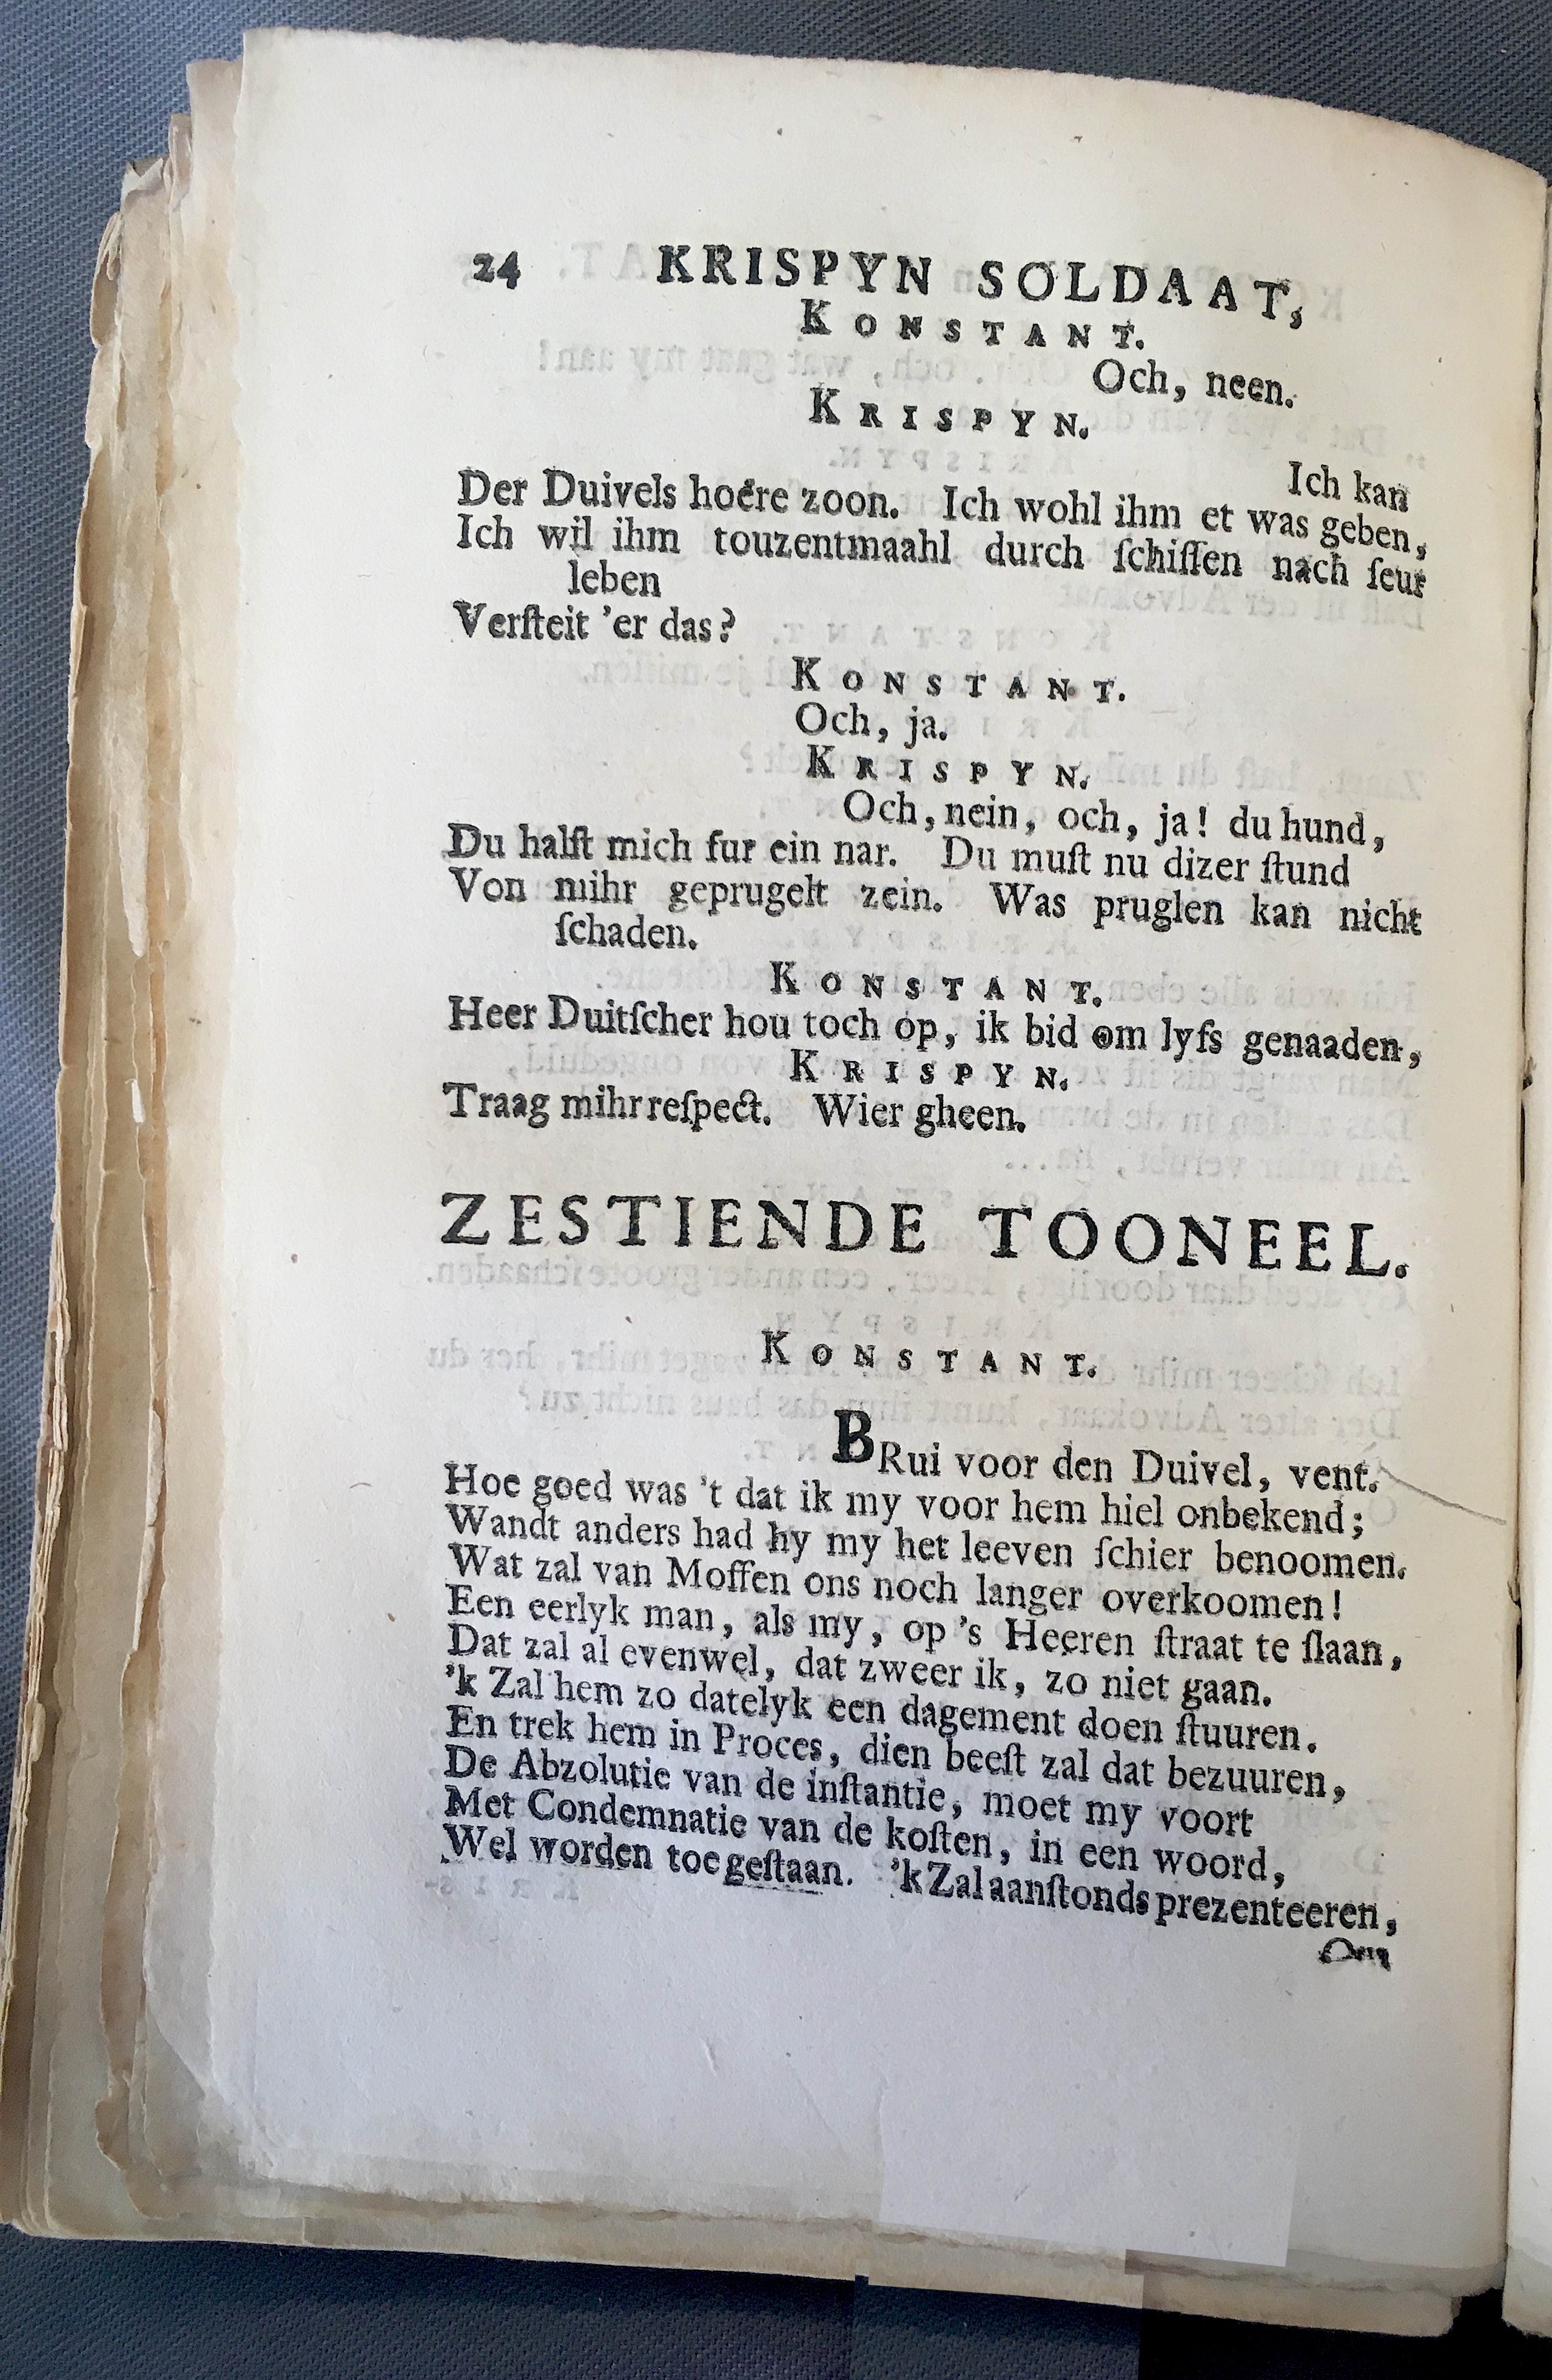 24 KRISPYN SOLDAAT,
KONSTANT.
Och, neen.
KRISPYN.
Ich kan
Der Duivels hoere zoon. Ich wohl ihm et was geben,
Ich wil ihm touzentmaahl durch ſchiſſen nach ſeur
leben
Verſteit 'er das?
KONSTANT.
Och, ja.
KRISPYN.
Och, nein, och, ja! du hund,
Du halſt mich fur ein nar. Du muſt nu dizer ſtund
Von mihr geprugelt zein. Was pruglen kan nicht
ſchaden.
KONSTANT.
Heer Duitſcher hou toch op, ik bid om lyfs genaaden,
KRISPYN.
Traag mihr reſpect. Wier gheen.
ZESTIENDE TOONEEL.
KONSTANT.
BRui voor den Duivel, vent.
Hoe goed was 't dat ik my voor hem hiel onbekend;
Wandt anders had hy my het leeven ſchier benoomen.
Wat zal van Moffen ons noch langer overkoomen!
Een eerlyk man, als my, op 's Heeren ſtraat te ſlaan,
Dat zal al evenwel, dat zweer ik, zo niet gaan.
'k Zal hem zo datelyk een dagement doen ſtuuren.
En trek hem in Proces, dien beeſt zal dat bezuuren,
De Abzolutie van de inſtantie, moet my voort
Met Condemnatie van de koſten, in een woord,
Wel worden toegeſtaan. 'k Zal aanſtonds prezenteeren,